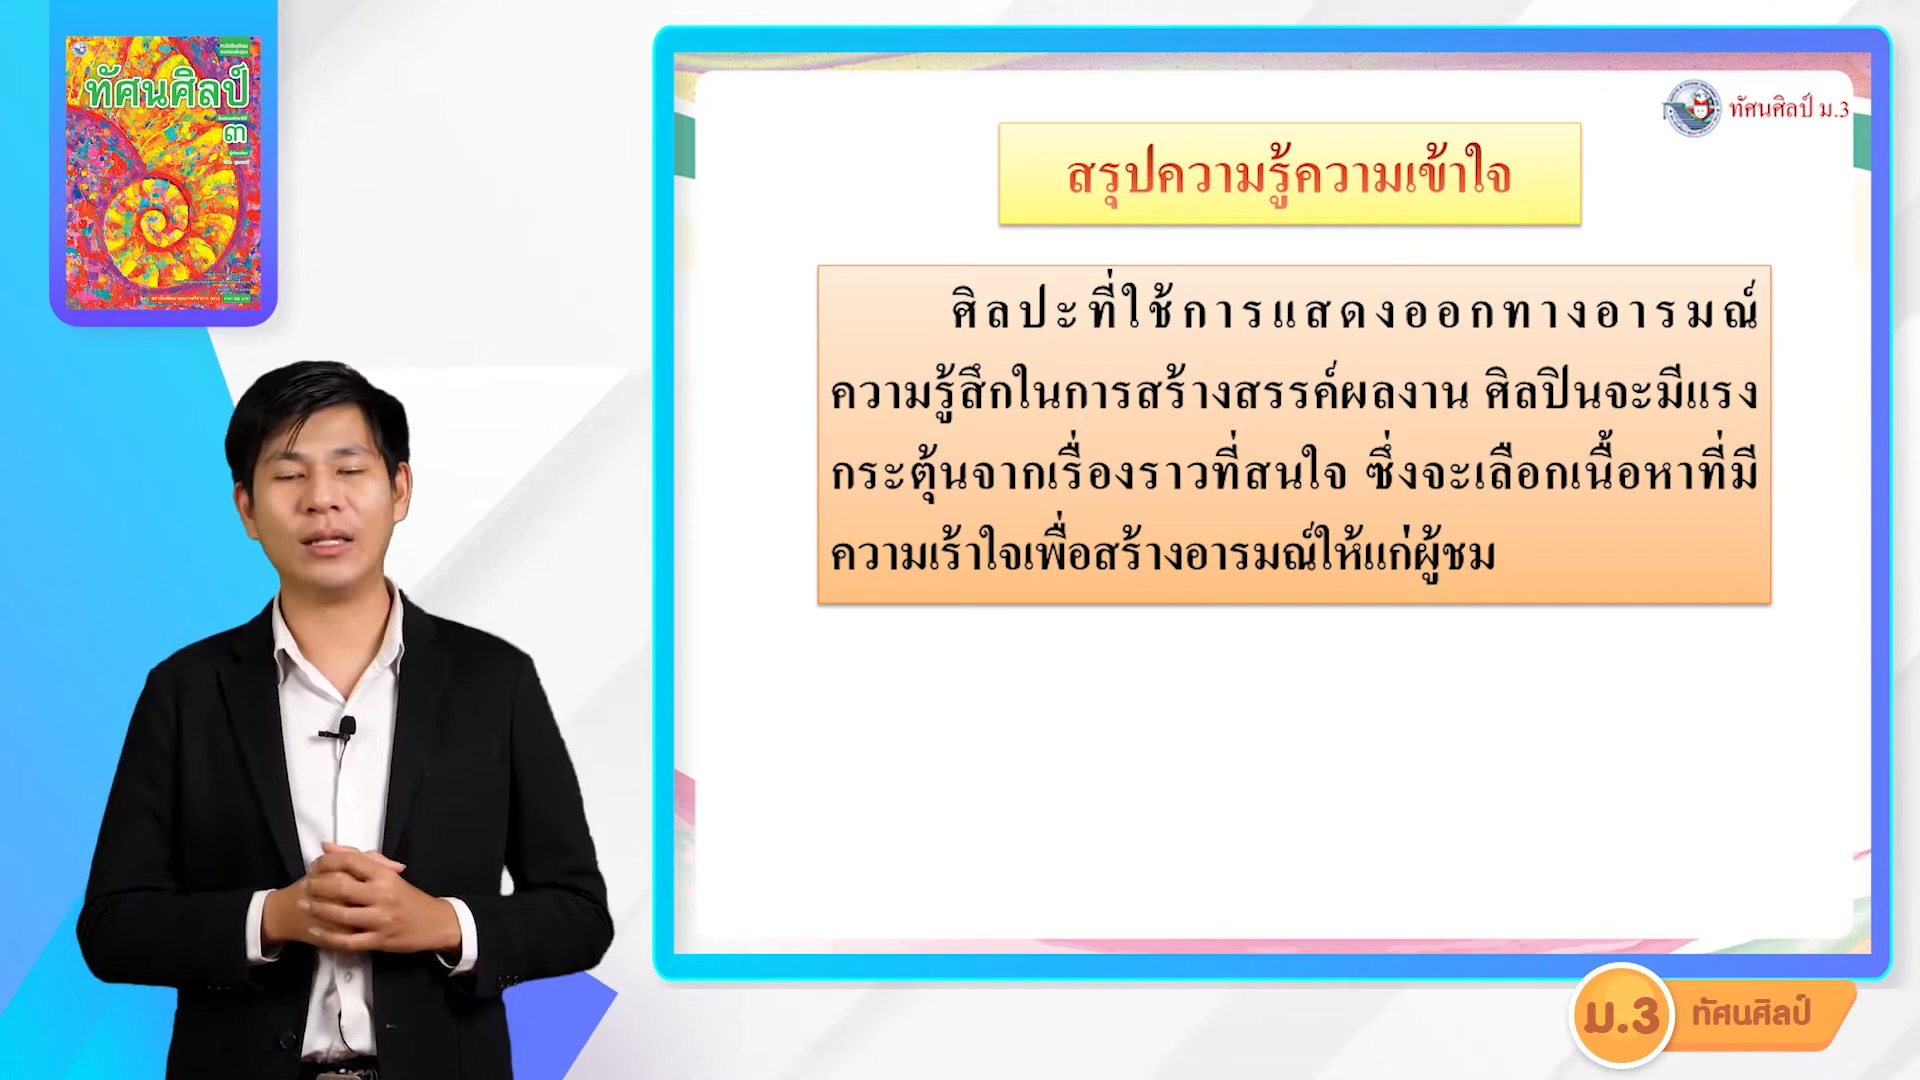 ทัศนศิลป์
๓
ทัศนศิลป์ ม.3
สรุปความรู้ความเข้าใจ
ศิลปะที่ใช้การแสดงออกทางอารมณ์
ความรู้สึกในการสร้างสรรค์ผลงาน ศิลปินจะมีแรง
กระตุ้นจากเรื่องราวที่สนใจ ซึ่งจะเลือกเนื้อหาที่มี
ความเร้าใจเพื่อสร้างอารมณ์ให้แก่ผู้ชม
ม.3 ทัศนศิลป์